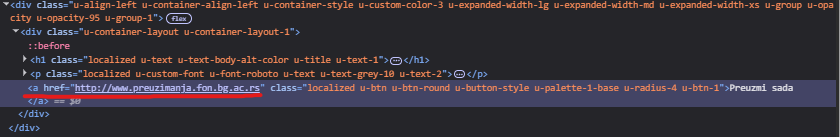 <div class="u-align-left u-container-align-left u-container-style u-custom-color-3 u-expanded-width-lg u-expanded-width-md u-expanded-width-xs u-group u-opa
city u-opacity-95 u-group-1"> flex
<div class="u-container-layout u-container-layout-1">
::before
<h1 class="localized u-text u-text-body-alt-color u-title u-text-1">…</h1>
<p class="localized u-custom-font u-font-roboto u-text u-text-grey-10 u-text-2">…</p>
<a href="http://www.preuzimanja.fon.bg.ac.rs" class="localized u-btn u-btn-round u-button-style u-palette-1-base u-radius-4 u-btn-1">Preuzmi sada
</a> == $0
</div>
</div>